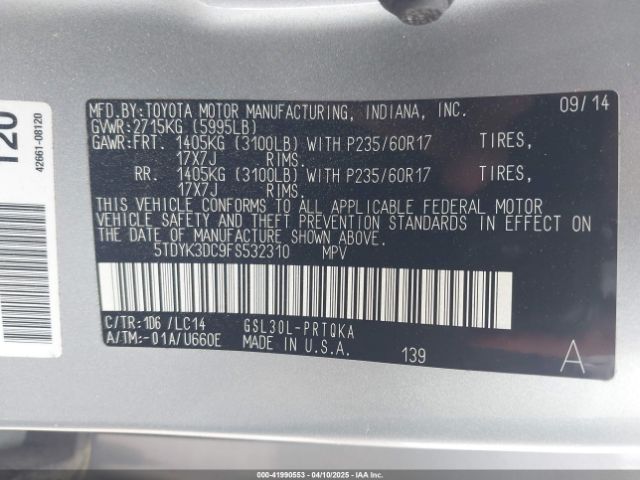 120
42661-08120
MFD.BY:TOYOTA MOTOR MANUFACTURING, INDIANA, INC. 09/14
GVWR:2715KG (5995LB)
GAWR:FRT. 1405KG (3100LB) WITH P235/60R17 TIRES,
17X7J RIMS.
RR. 1405KG (3100LB) WITH P235/60R17 TIRES,
17X7J RIMS.
THIS VEHICLE CONFORMS TO ALL APPLICABLE FEDERAL MOTOR
VEHICLE SAFETY AND THEFT PREVENTION STANDARDS IN EFFECT ON
THE DATE OF MANUFACTURE SHOWN ABOVE.
5TDYK3DC9FS532310 MPV
C/TR:1D6 /LC14 GSL30L-PRTQKA
A/TM:-01A/U660E MADE IN U.S.A. 139 A
000-41990553 - 04/10/2025 - IAAI.COM